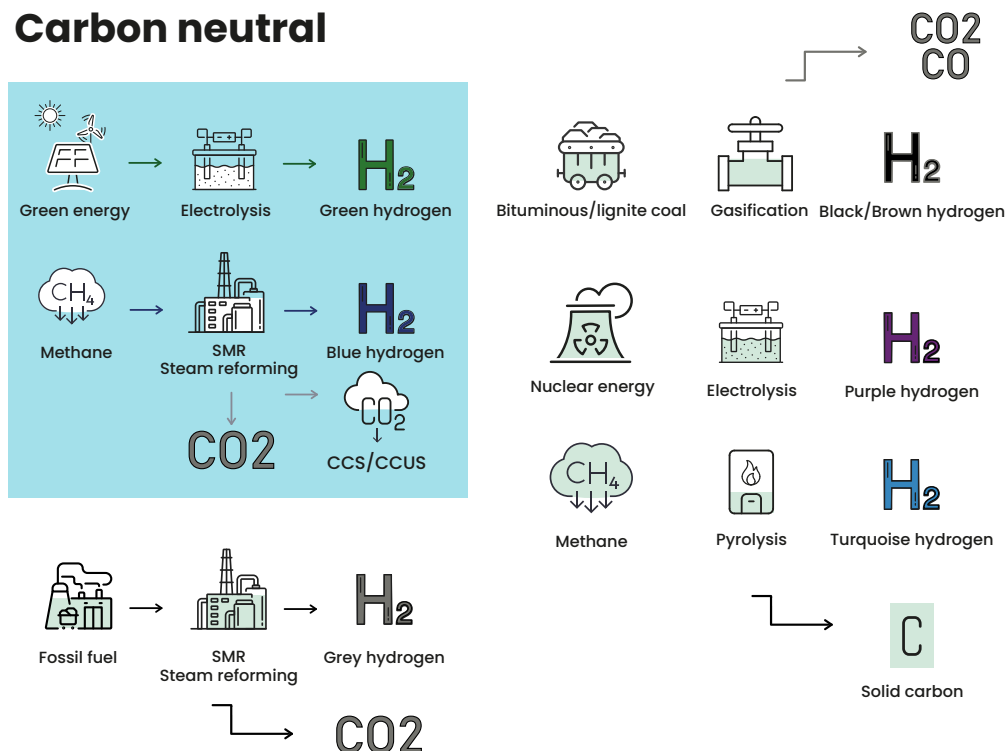 Carbon neutral
Green energy
Electrolysis
H2
Green hydrogen
CH4
Methane
SMR
Steam reforming
H2
Blue hydrogen
CO2
CO2
CCS/CCUS
Fossil fuel
SMR
Steam reforming
H2
Grey hydrogen
CO2
CO2
CO
Bituminous/lignite coal
Gasification
H2
Black/Brown hydrogen
Nuclear energy
Electrolysis
H2
Purple hydrogen
CH4
Methane
Pyrolysis
H2
Turquoise hydrogen
C
Solid carbon